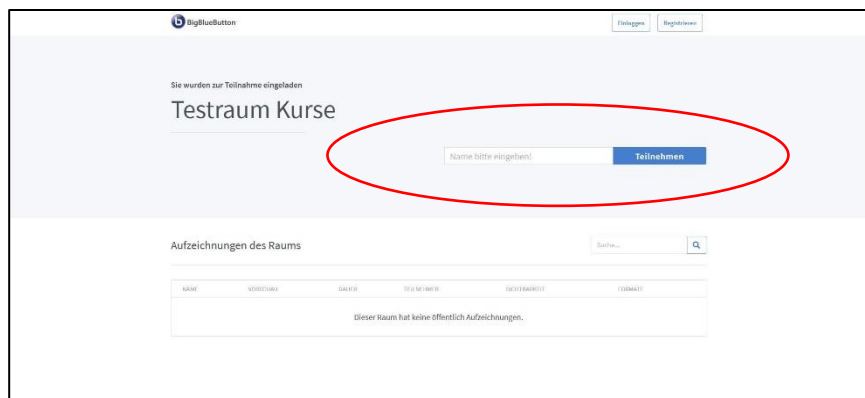 BigBlueButton
Einloggen
Registrieren
Sie wurden zur Teilnahme eingeladen
Testraum Kurse
Name bitte eingeben!
Teilnehmen
Aufzeichnungen des Raums
Suche...
NAME
VORSCHAU
DAUER
TEILNEHMER
SICHTBARKEIT
FORMATE
Dieser Raum hat keine öffentlich Aufzeichnungen.